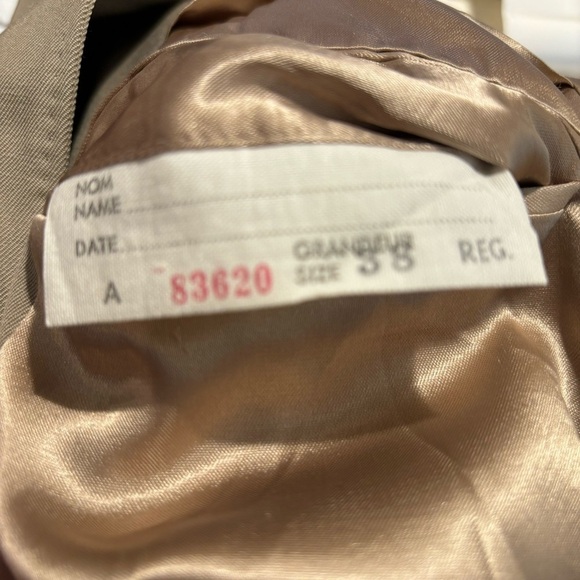 NOM
NAME
DATE
GRANDEUR
A 83620 SIZE 38 REG.